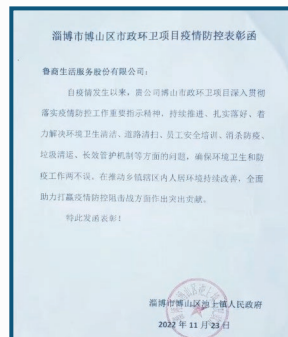 淄博市博山区市政环卫项目疫情防控表彰函
鲁商生活服务股份有限公司：
自疫情发生以来，贵公司博山市政环卫项目深入贯彻
落实疫情防控工作重要指示精神，持续推进、扎实落好、着
力解决环境卫生清洁、道路清扫、员工安全培训、消杀防疫、
垃圾清运、长效管护机制等方面的问题，确保环境卫生和防
疫工作两不误。在推动乡镇辖区内人居环境持续改善、全面
助力打赢疫情防控阻击战方面作出突出贡献。
特此发函表彰！
淄博市博山区池上镇人民政府
2022 年 11 月 23 日